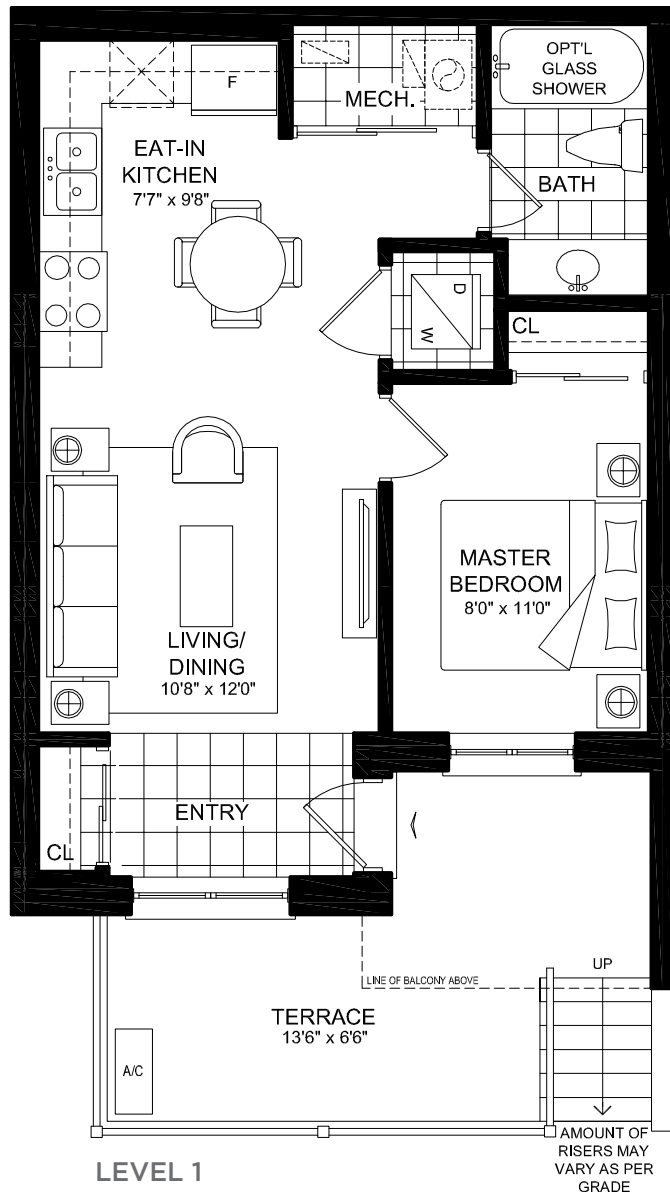 OPT'L
GLASS
SHOWER
F
MECH.
EAT-IN
KITCHEN
7'7" x 9'8"
BATH
D
W
CL
MASTER
BEDROOM
8'0" x 11'0"
LIVING/
DINING
10'8" x 12'0"
ENTRY
CL
UP
LINE OF BALCONY ABOVE
TERRACE
13'6" x 6'6"
A/C
AMOUNT OF
RISERS MAY
VARY AS PER
GRADE
LEVEL 1